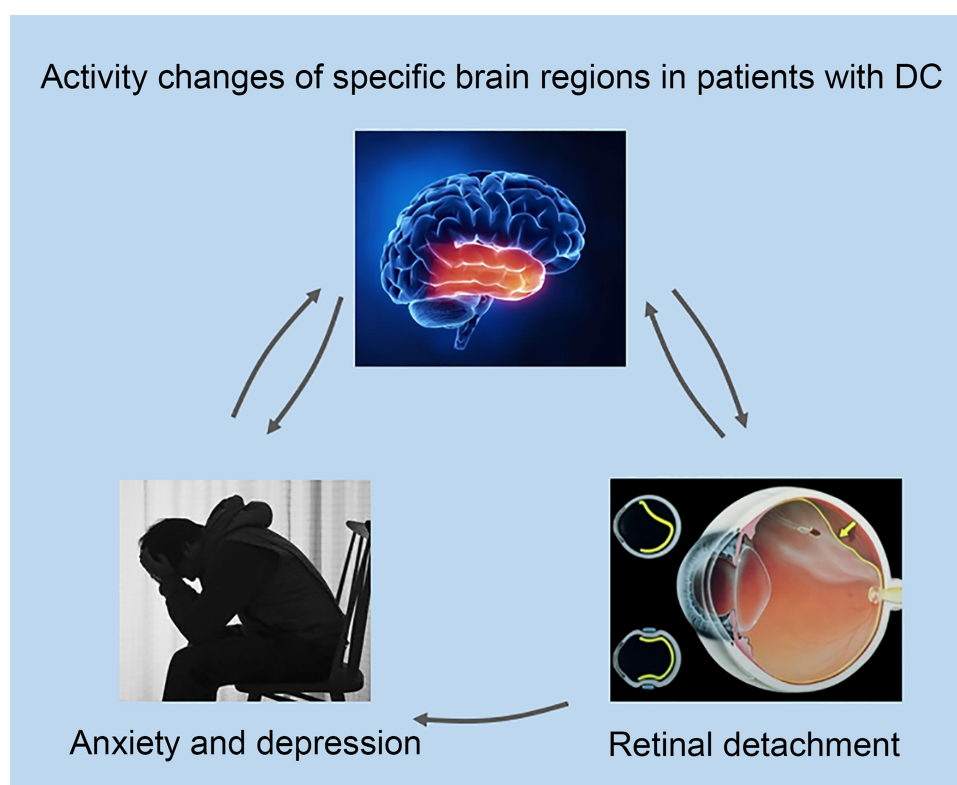 Activity changes of specific brain regions in patients with DC
Anxiety and depression
Retinal detachment